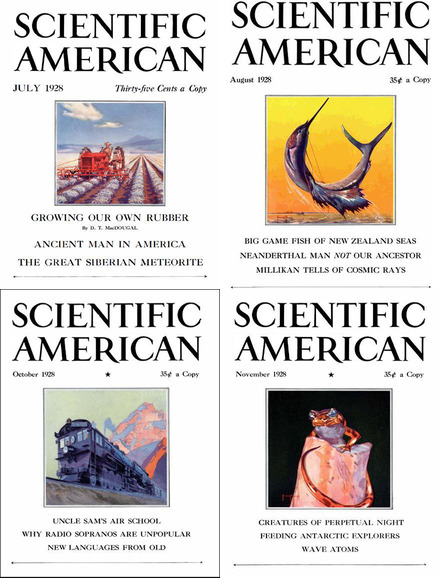 SCIENTIFIC
AMERICAN
JULY 1928 Thirty-five Cents a Copy
GROWING OUR OWN RUBBER
By D. T. MacDOUGAL
ANCIENT MAN IN AMERICA
THE GREAT SIBERIAN METEORITE
SCIENTIFIC
AMERICAN
August 1928 35¢ a Copy
BIG GAME FISH OF NEW ZEALAND SEAS
NEANDERTHAL MAN NOT OUR ANCESTOR
MILLIKAN TELLS OF COSMIC RAYS
SCIENTIFIC
AMERICAN
October 1928 ★ 35¢ a Copy
UNCLE SAM'S AIR SCHOOL
WHY RADIO SOPRANOS ARE UNPOPULAR
NEW LANGUAGES FROM OLD
SCIENTIFIC
AMERICAN
November 1928 ★ 35¢ a Copy
CREATURES OF PERPETUAL NIGHT
FEEDING ANTARCTIC EXPLORERS
WAVE ATOMS